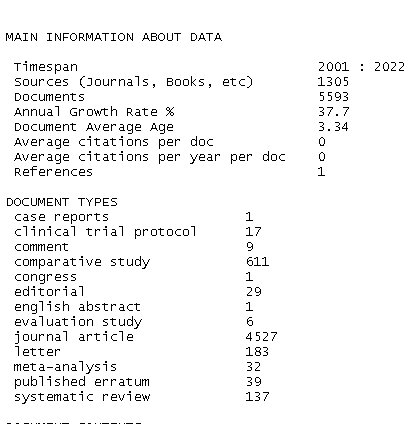 MAIN INFORMATION ABOUT DATA
Timespan 2001 : 2022
Sources (Journals, Books, etc) 1305
Documents 5593
Annual Growth Rate % 37.7
Document Average Age 3.34
Average citations per doc 0
Average citations per year per doc 0
References 1
DOCUMENT TYPES
case reports 1
clinical trial protocol 17
comment 9
comparative study 611
congress 1
editorial 29
english abstract 1
evaluation study 6
journal article 4527
letter 183
meta-analysis 32
published erratum 39
systematic review 137